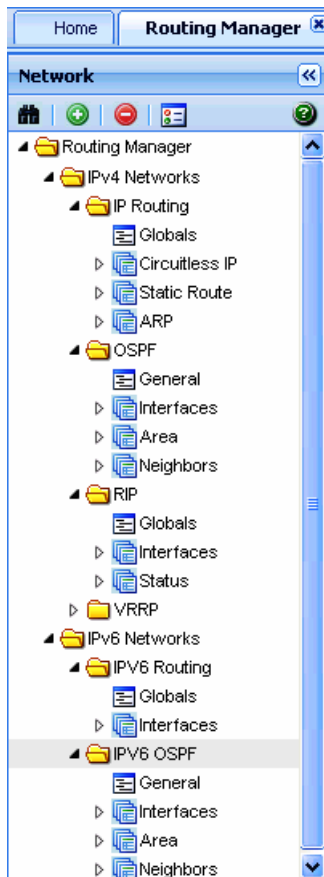 Home
Routing Manager
Network
Routing Manager
IPv4 Networks
IP Routing
Globals
Circuitless IP
Static Route
ARP
OSPF
General
Interfaces
Area
Neighbors
RIP
Globals
Interfaces
Status
VRRP
IPv6 Networks
IPV6 Routing
Globals
Interfaces
IPV6 OSPF
General
Interfaces
Area
Neighbors